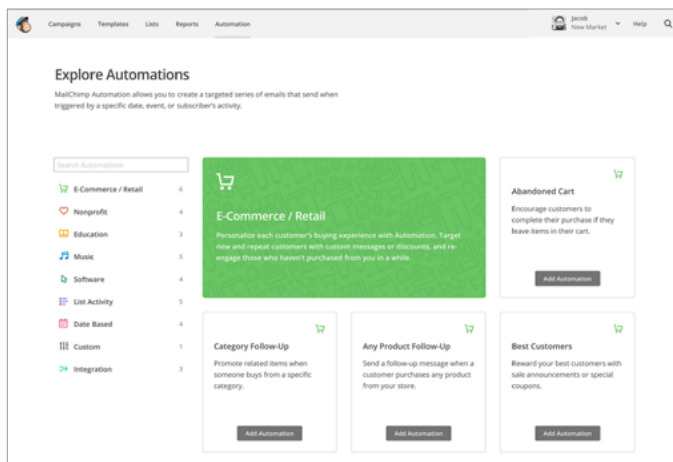 Campaigns Templates Lists Reports Automation
Jacob
New Market
Help
Explore Automations
MailChimp Automation allows you to create a targeted series of emails that send when
triggered by a specific date, event, or subscriber's activity.
Search Automations
E-Commerce / Retail 6
Nonprofit 4
Education 3
Music 5
Software 4
List Activity 5
Date Based 4
Custom 1
Integration 3
E-Commerce / Retail
Personalize each customer's buying experience with Automation. Target
new and repeat customers with custom messages or discounts, and re-
engage those who haven't purchased from you in a while.
Abandoned Cart
Encourage customers to
complete their purchase if they
leave items in their cart.
Add Automation
Category Follow-Up
Promote related items when
someone buys from a specific
category.
Add Automation
Any Product Follow-Up
Send a follow-up message when a
customer purchases any product
from your store.
Add Automation
Best Customers
Reward your best customers with
sale announcements or special
coupons.
Add Automation